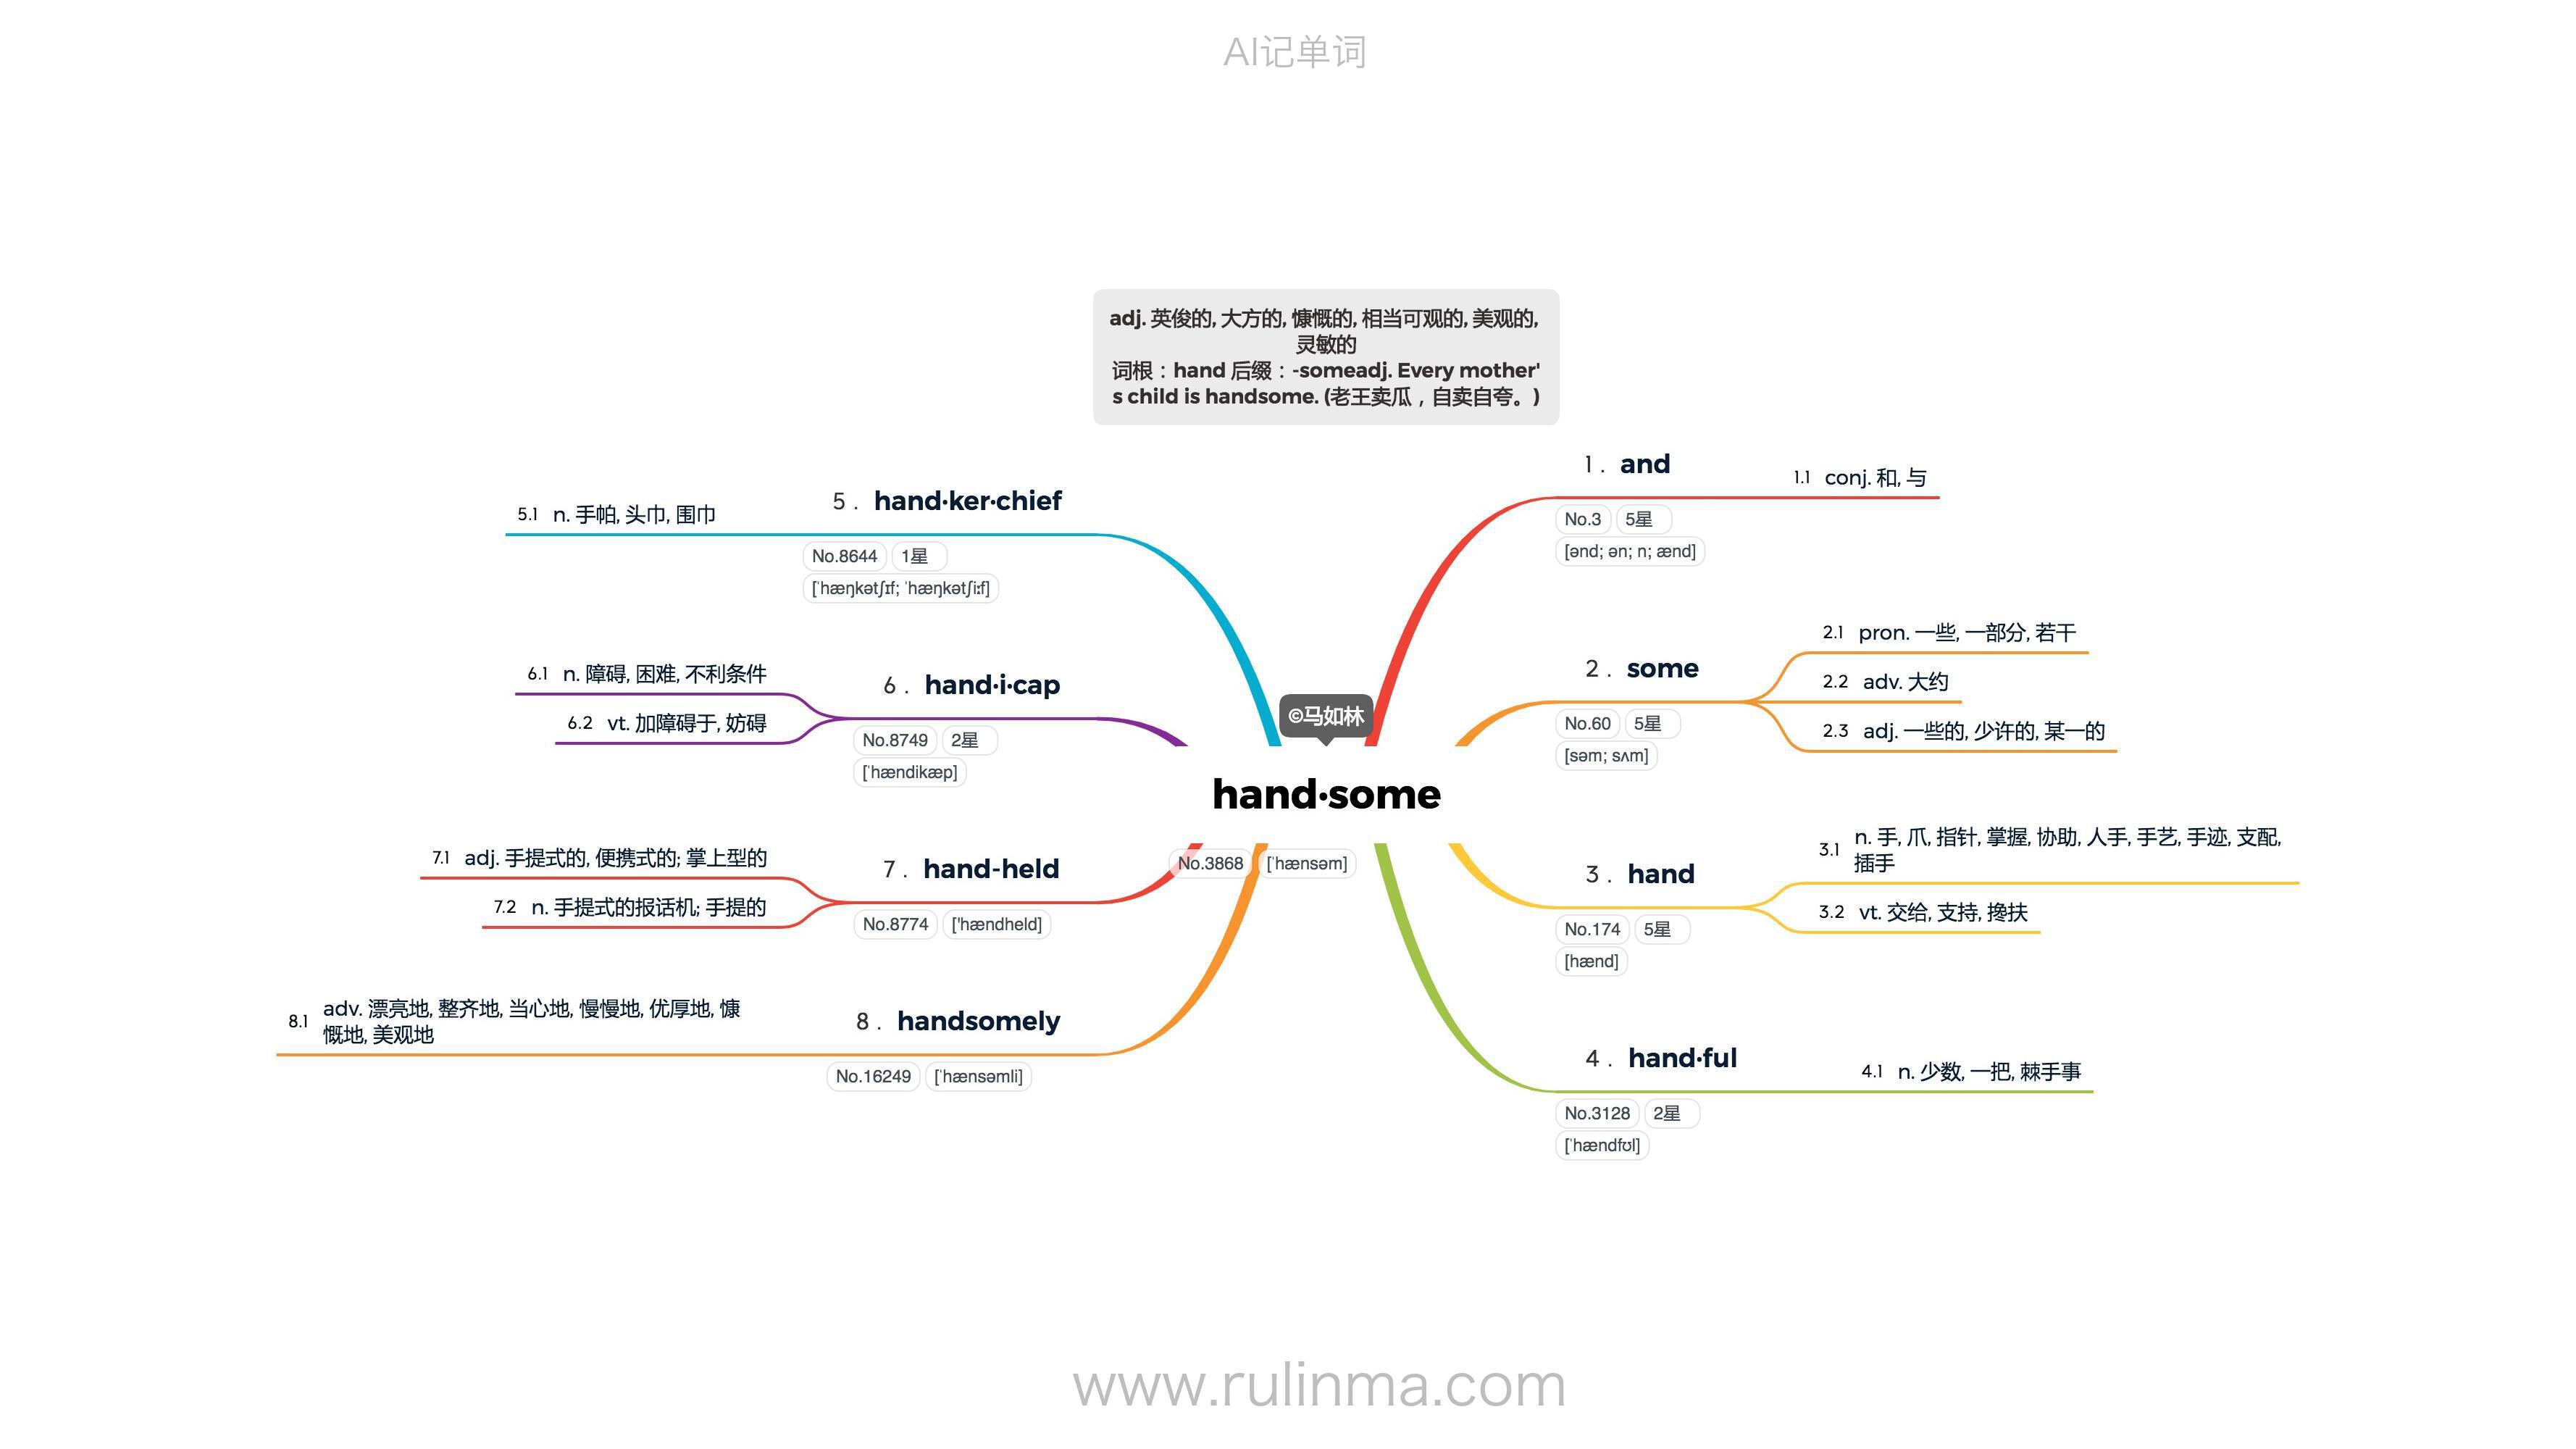 AI记单词
adj. 英俊的, 大方的, 慷慨的, 相当可观的, 美观的,
灵敏的
词根：hand 后缀：-someadj. Every mother'
s child is handsome. (老王卖瓜，自卖自夸。)
©马如林
hand·some
No.3868 [ˈhænsəm]
1 . and
No.3 5星
[ənd; ən; n; ænd]
1.1 conj. 和, 与
2 . some
No.60 5星
[səm; sʌm]
2.1 pron. 一些, 一部分, 若干
2.2 adv. 大约
2.3 adj. 一些的, 少许的, 某一的
3 . hand
No.174 5星
[hænd]
3.1 n. 手, 爪, 指针, 掌握, 协助, 人手, 手艺, 手迹, 支配,
插手
3.2 vt. 交给, 支持, 搀扶
4 . hand·ful
No.3128 2星
[ˈhændfʊl]
4.1 n. 少数, 一把, 棘手事
5 . hand·ker·chief
No.8644 1星
[ˈhæŋkətʃɪf; ˈhæŋkətʃiːf]
5.1 n. 手帕, 头巾, 围巾
6 . hand·i·cap
No.8749 2星
[ˈhændikæp]
6.1 n. 障碍, 困难, 不利条件
6.2 vt. 加障碍于, 妨碍
7 . hand-held
No.8774 ['hændheld]
7.1 adj. 手提式的, 便携式的; 掌上型的
7.2 n. 手提式的报话机; 手提的
8 . handsomely
No.16249 [ˈhænsəmli]
8.1 adv. 漂亮地, 整齐地, 当心地, 慢慢地, 优厚地, 慷
慨地, 美观地
www.rulinma.com